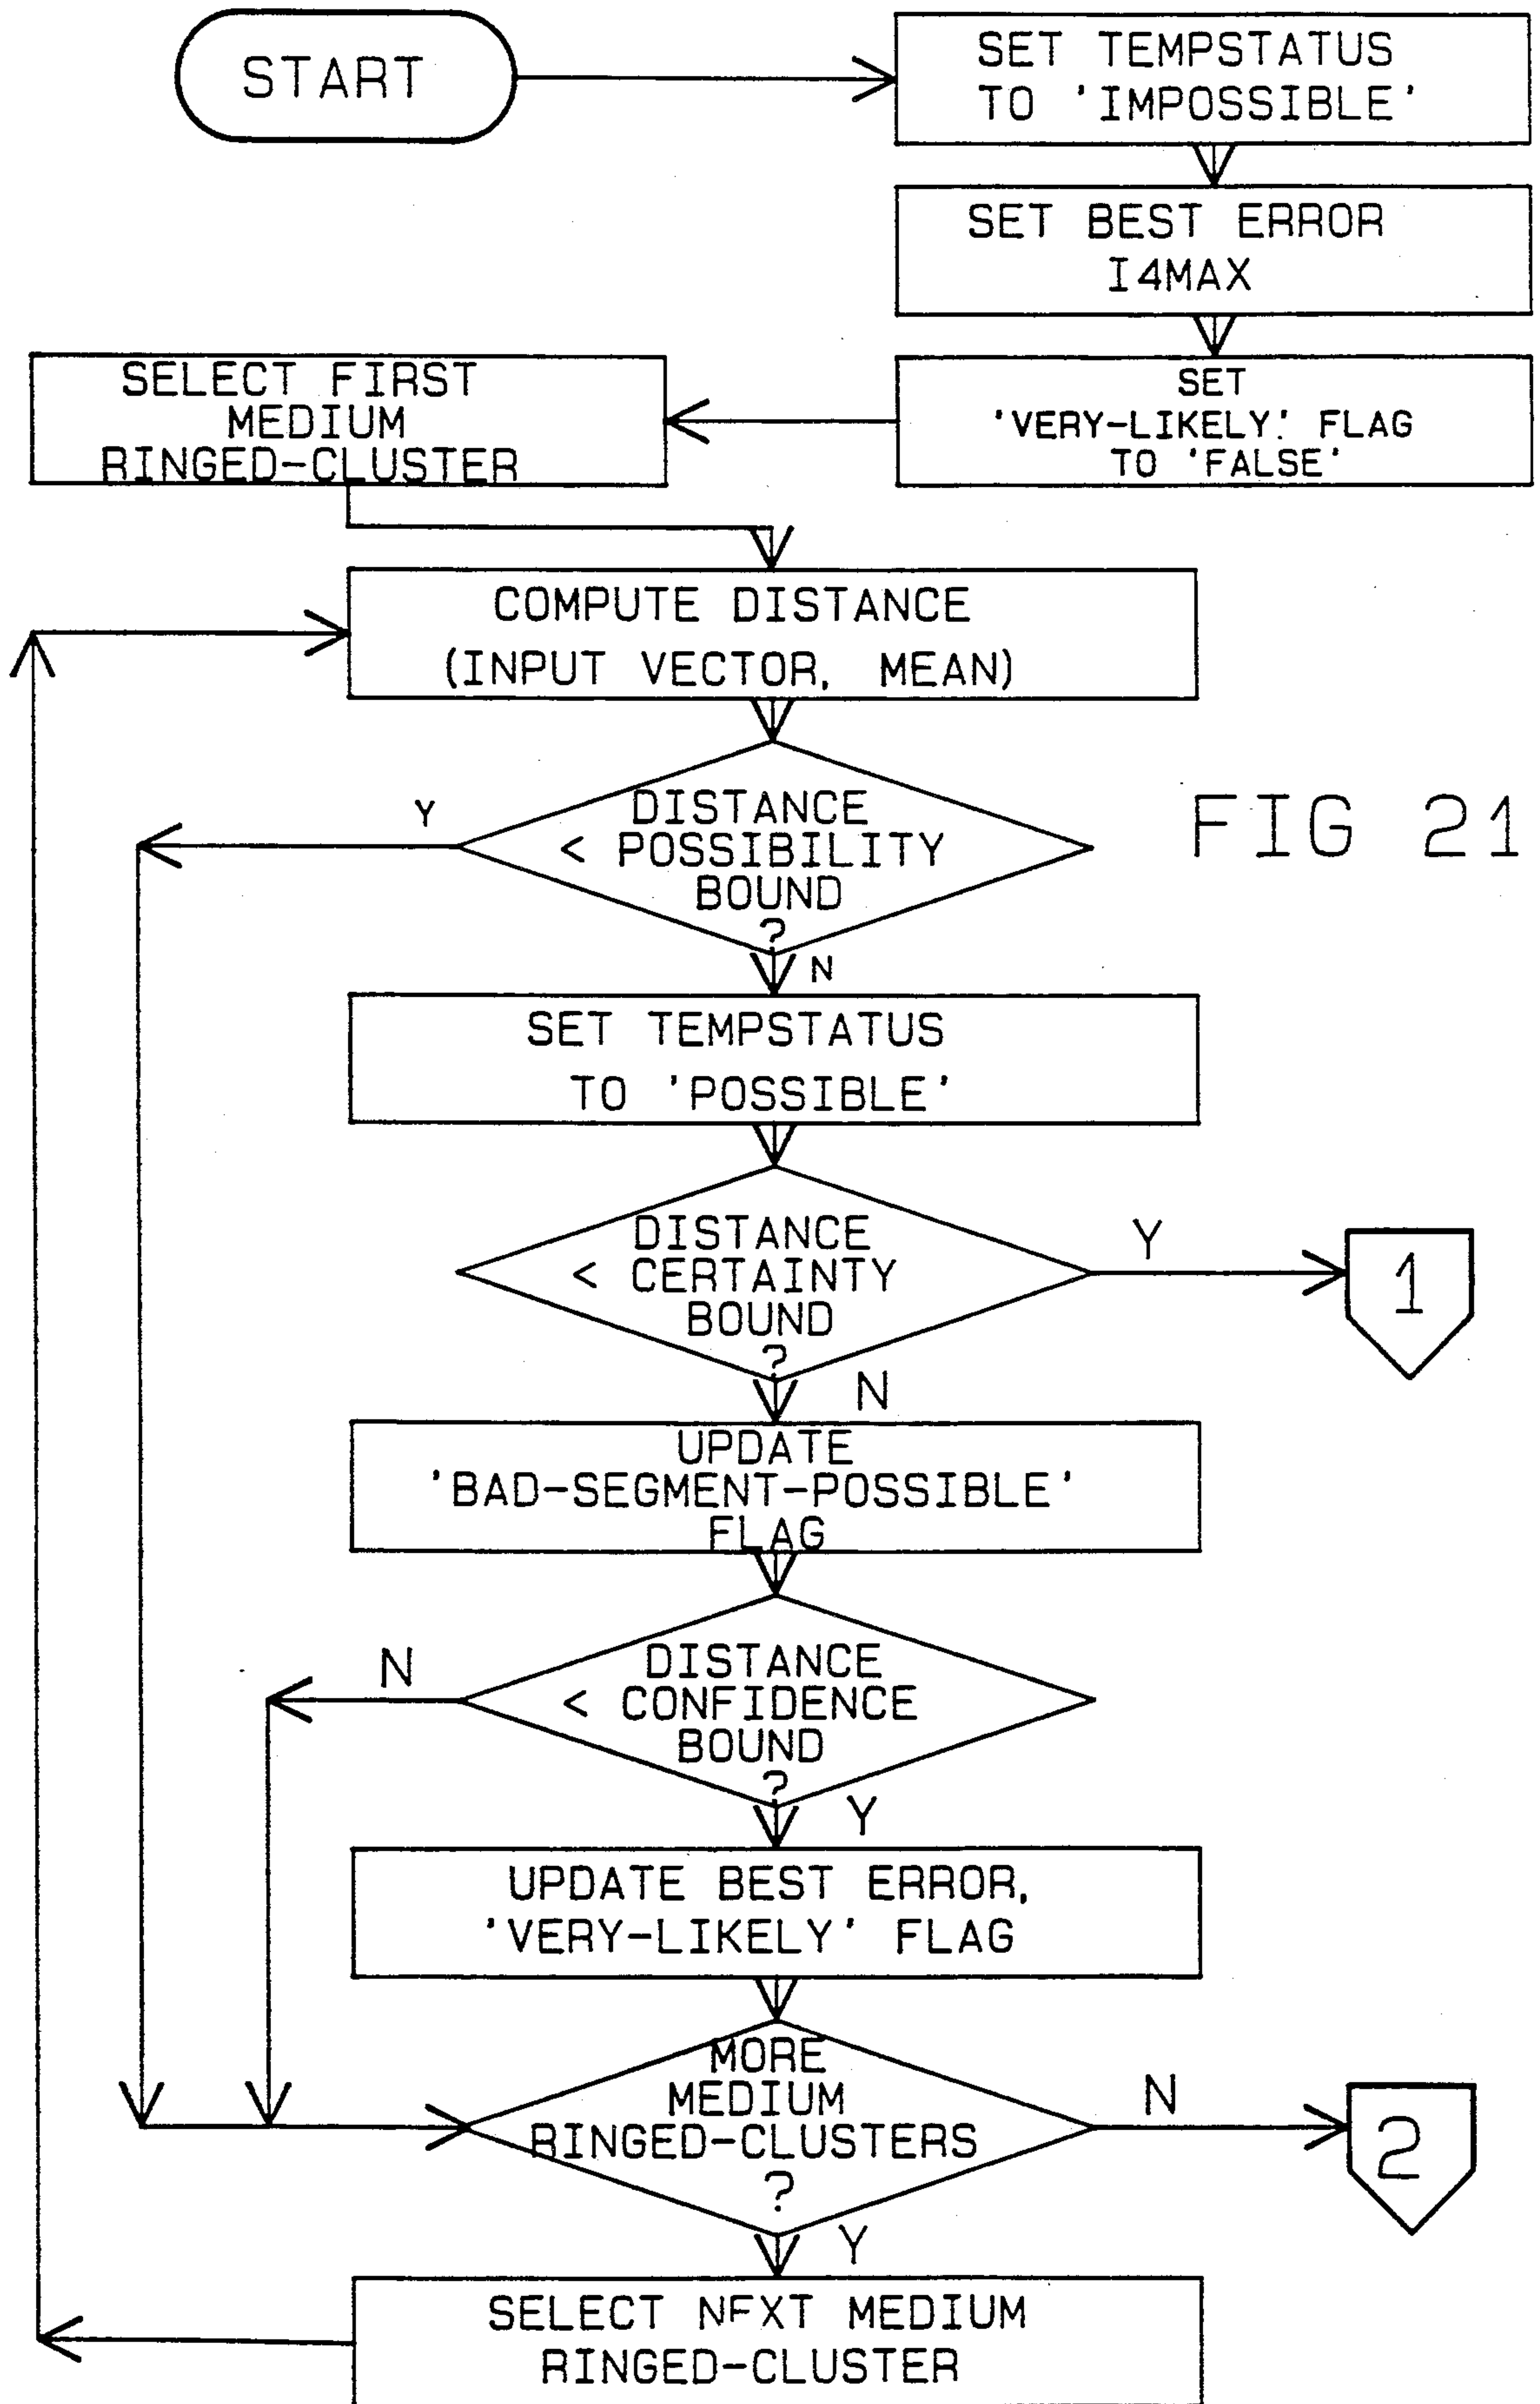 START
SET TEMPSTATUS
TO 'IMPOSSIBLE'
SET BEST ERROR
I4MAX
SET
'VERY-LIKELY' FLAG
TO 'FALSE'
SELECT FIRST
MEDIUM
RINGED-CLUSTER
COMPUTE DISTANCE
(INPUT VECTOR, MEAN)
DISTANCE
< POSSIBILITY
BOUND
?
Y
N
FIG 21
SET TEMPSTATUS
TO 'POSSIBLE'
DISTANCE
< CERTAINTY
BOUND
?
Y
1
N
UPDATE
'BAD-SEGMENT-POSSIBLE'
FLAG
DISTANCE
< CONFIDENCE
BOUND
?
N
Y
UPDATE BEST ERROR,
'VERY-LIKELY' FLAG
MORE
MEDIUM
RINGED-CLUSTERS
?
N
2
Y
SELECT NEXT MEDIUM
RINGED-CLUSTER